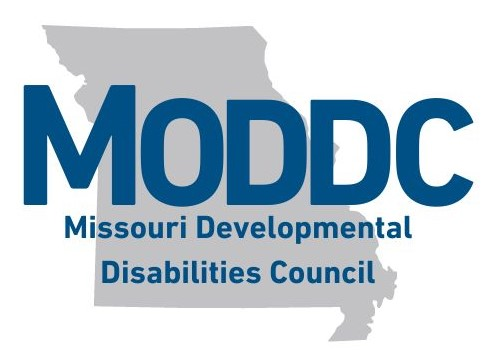 MODDC
Missouri Developmental
Disabilities Council